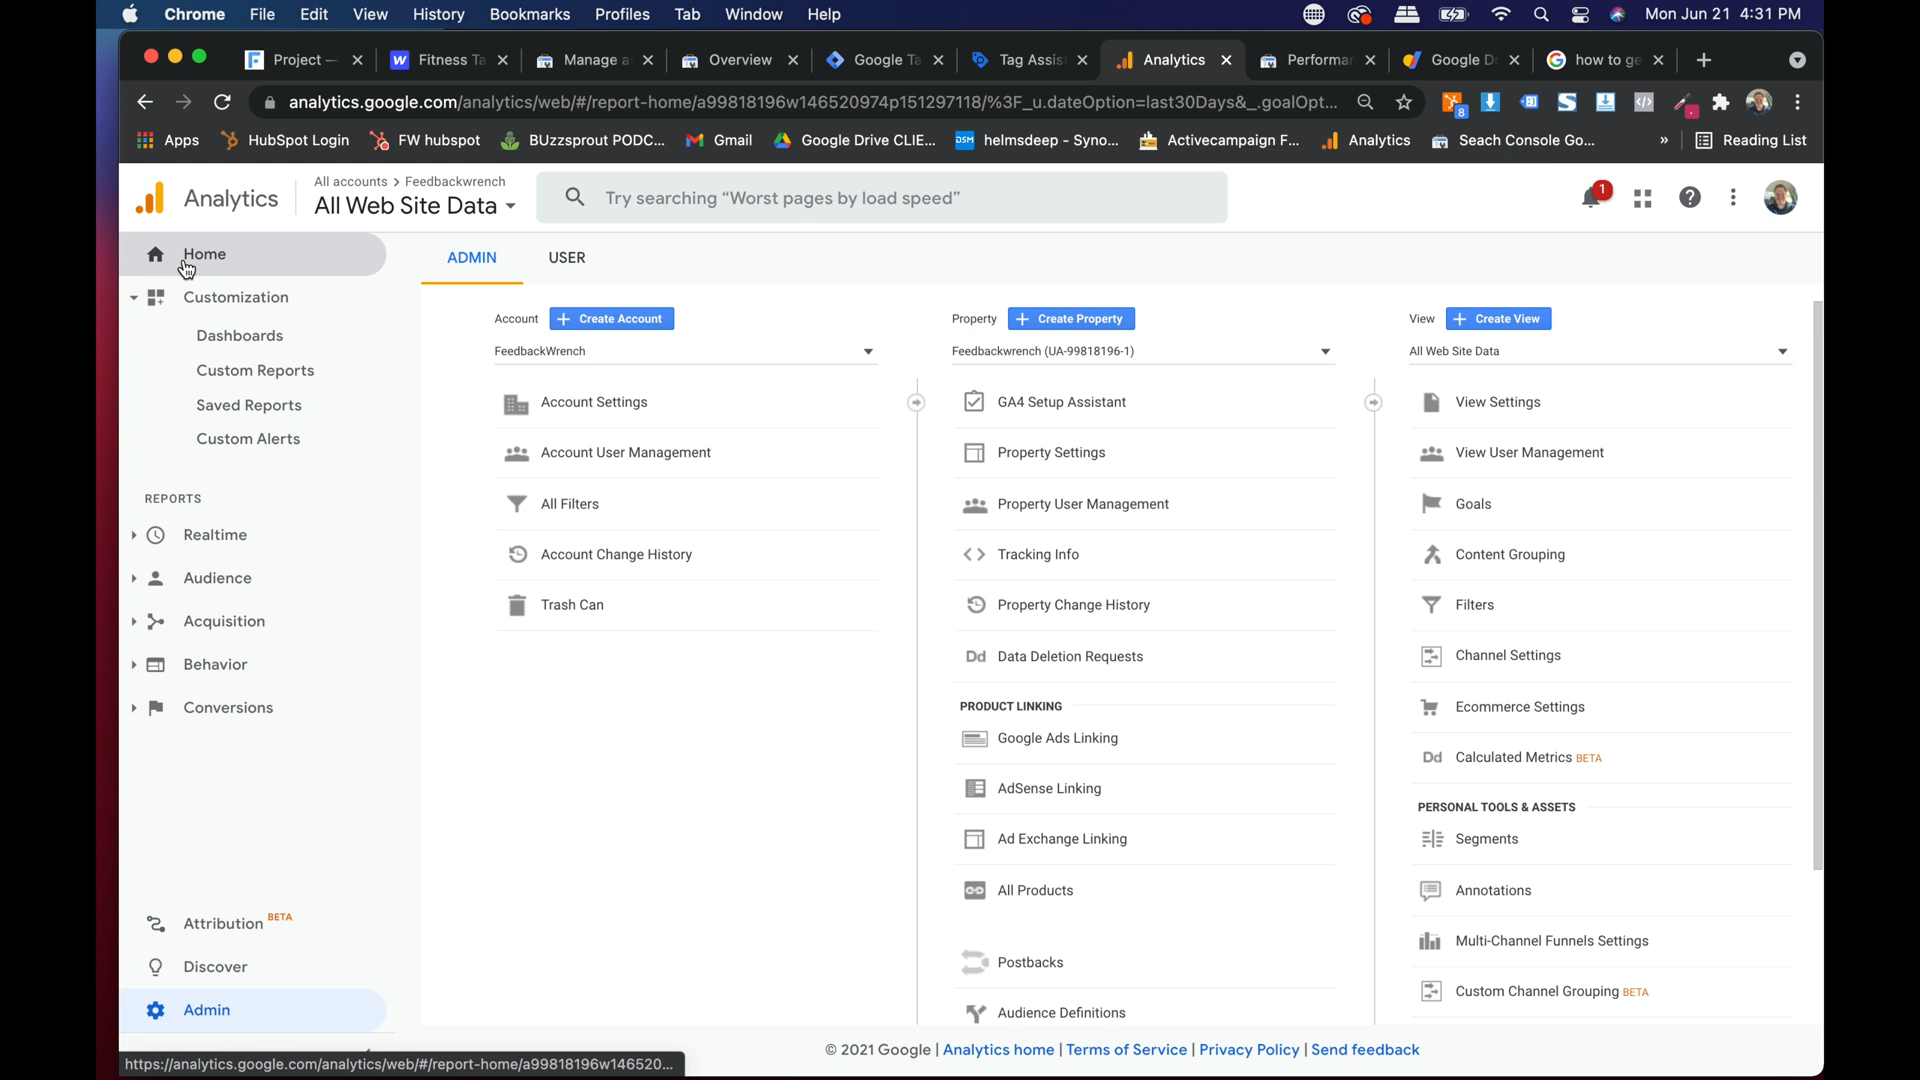 Chrome File Edit View History Bookmarks Profiles Tab Window Help Mon Jun 21 4:31 PM
Project — Fitness Ta Manage a Overview Google Ta Tag Assist Analytics Performar Google D how to ge
analytics.google.com/analytics/web/#/report-home/a99818196w146520974p151297118/%3F_u.dateOption=last30Days&_.goalOpt... 8
Apps HubSpot Login FW hubspot BUzzsprout PODC... Gmail Google Drive CLIE... DSM helmsdeep - Syno... Activecampaign F... Analytics Seach Console Go... » Reading List
All accounts > Feedbackwrench
Analytics All Web Site Data Try searching “Worst pages by load speed” 1
Home ADMIN USER
Customization
Account + Create Account Property + Create Property View + Create View
Dashboards
FeedbackWrench Feedbackwrench (UA-99818196-1) All Web Site Data
Custom Reports
Saved Reports Account Settings GA4 Setup Assistant View Settings
Custom Alerts Account User Management Property Settings View User Management
REPORTS All Filters Property User Management Goals
Realtime Account Change History Tracking Info Content Grouping
Audience
Acquisition Trash Can Property Change History Filters
Behavior Dd Data Deletion Requests Channel Settings
Conversions PRODUCT LINKING Ecommerce Settings
Google Ads Linking Dd Calculated Metrics BETA
AdSense Linking PERSONAL TOOLS & ASSETS
Ad Exchange Linking Segments
All Products Annotations
Attribution BETA Multi-Channel Funnels Settings
Discover Postbacks
Custom Channel Grouping BETA
Admin Audience Definitions
© 2021 Google | Analytics home | Terms of Service | Privacy Policy | Send feedback
https://analytics.google.com/analytics/web/#/report-home/a99818196w146520...